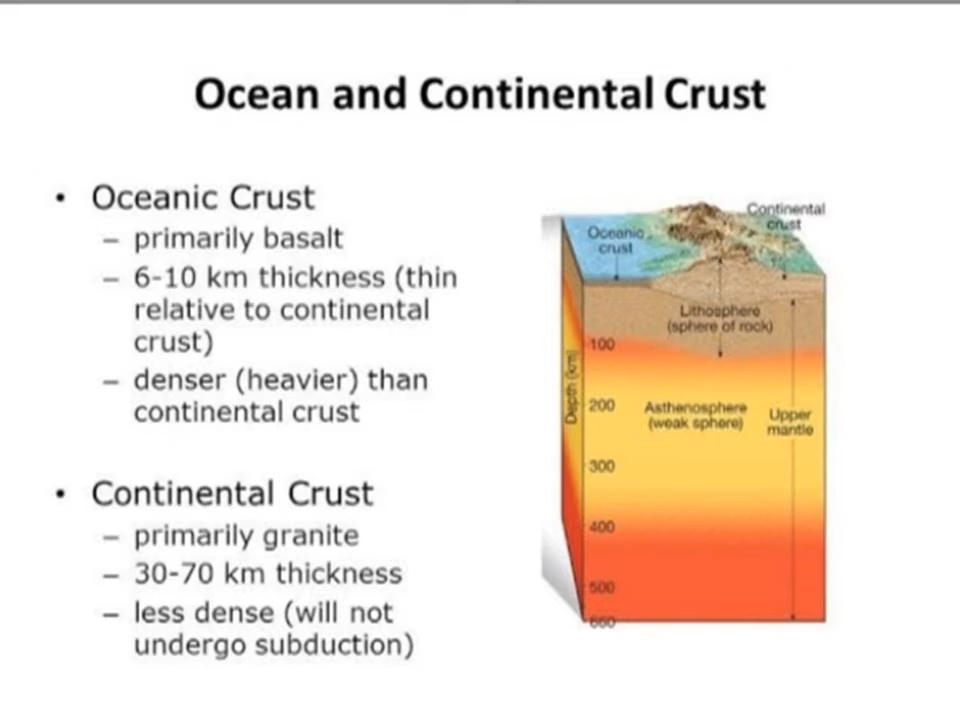 Ocean and Continental Crust
• Oceanic Crust
– primarily basalt
– 6-10 km thickness (thin
relative to continental
crust)
– denser (heavier) than
continental crust
• Continental Crust
– primarily granite
– 30-70 km thickness
– less dense (will not
undergo subduction)
Continental
crust
Oceanic
crust
Lithosphere
(sphere of rock)
Depth (km)
100
200
Asthenosphere
(weak sphere)
Upper
mantle
300
400
500
660